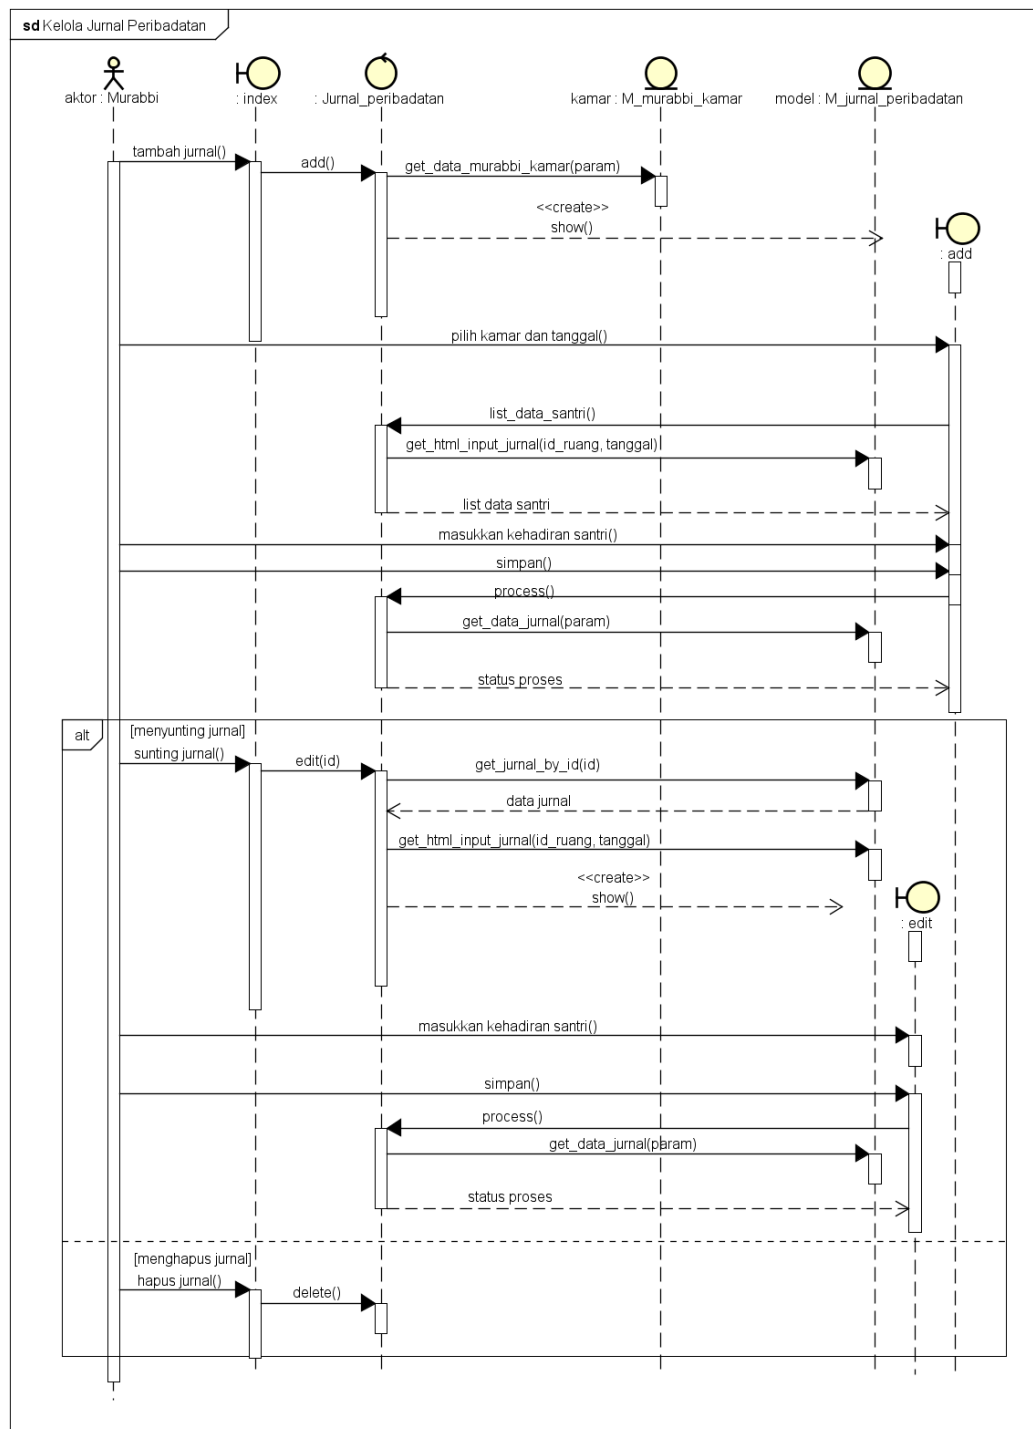 sd Kelola Jurnal Peribadatan
aktor : Murabbi
: index
: Jurnal_peribadatan
kamar : M_murabbi_kamar
model : M_jurnal_peribadatan
tambah jurnal()
add()
get_data_murabbi_kamar(param)
<<create>>
show()
: add
pilih kamar dan tanggal()
list_data_santri()
get_html_input_jurnal(id_ruang, tanggal)
list data santri
masukkan kehadiran santri()
simpan()
process()
get_data_jurnal(param)
status proses
alt
[menyunting jurnal]
sunting jurnal()
edit(id)
get_jurnal_by_id(id)
data jurnal
get_html_input_jurnal(id_ruang, tanggal)
<<create>>
show()
: edit
masukkan kehadiran santri()
simpan()
process()
get_data_jurnal(param)
status proses
[menghapus jurnal]
hapus jurnal()
delete()